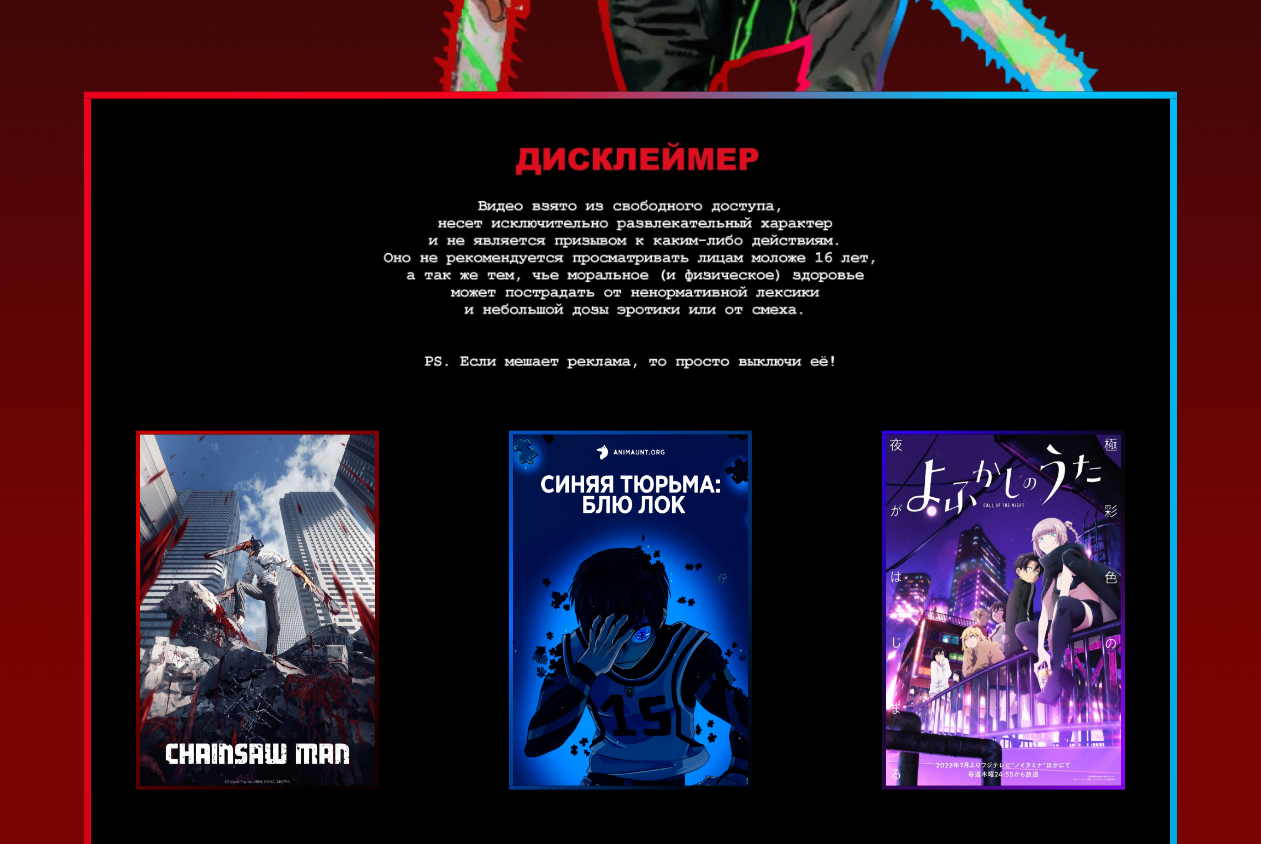 ДИСКЛЕЙМЕР
Видео взято из свободного доступа,
несет исключительно развлекательный характер
и не является призывом к каким-либо действиям.
Оно не рекомендуется просматривать лицам моложе 16 лет,
а так же тем, чье моральное (и физическое) здоровье
может пострадать от ненормативной лексики
и небольшой дозы эротики или от смеха.
PS. Если мешает реклама, то просто выключи её!
CHAINSAW MAN
ANIMAUNT.ORG
СИНЯЯ ТЮРЬМА:
БЛЮ ЛОК
15
極彩色の
夜がはじまる
よふかしのうた
CALL OF THE NIGHT
2022年7月よりフジテレビ"ノイタミナ"ほかにて
毎週木曜24:55から放送